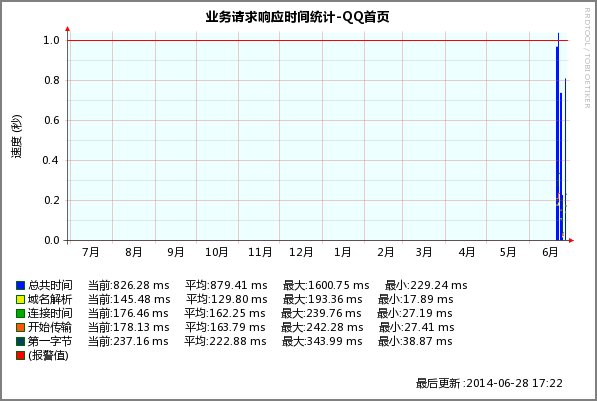 业务请求响应时间统计-QQ首页
RRDTOOL / TOBI OETIKER
速度 (秒)
1.0
0.8
0.6
0.4
0.2
0.0
7月 8月 9月 10月 11月 12月 1月 2月 3月 4月 5月 6月
总共时间 当前:826.28 ms 平均:879.41 ms 最大:1600.75 ms 最小:229.24 ms
域名解析 当前:145.48 ms 平均:129.80 ms 最大:193.36 ms 最小:17.89 ms
连接时间 当前:176.46 ms 平均:162.25 ms 最大:239.76 ms 最小:27.19 ms
开始传输 当前:178.13 ms 平均:163.79 ms 最大:242.28 ms 最小:27.41 ms
第一字节 当前:237.16 ms 平均:222.88 ms 最大:343.99 ms 最小:38.87 ms
(报警值)
最后更新 :2014-06-28 17:22